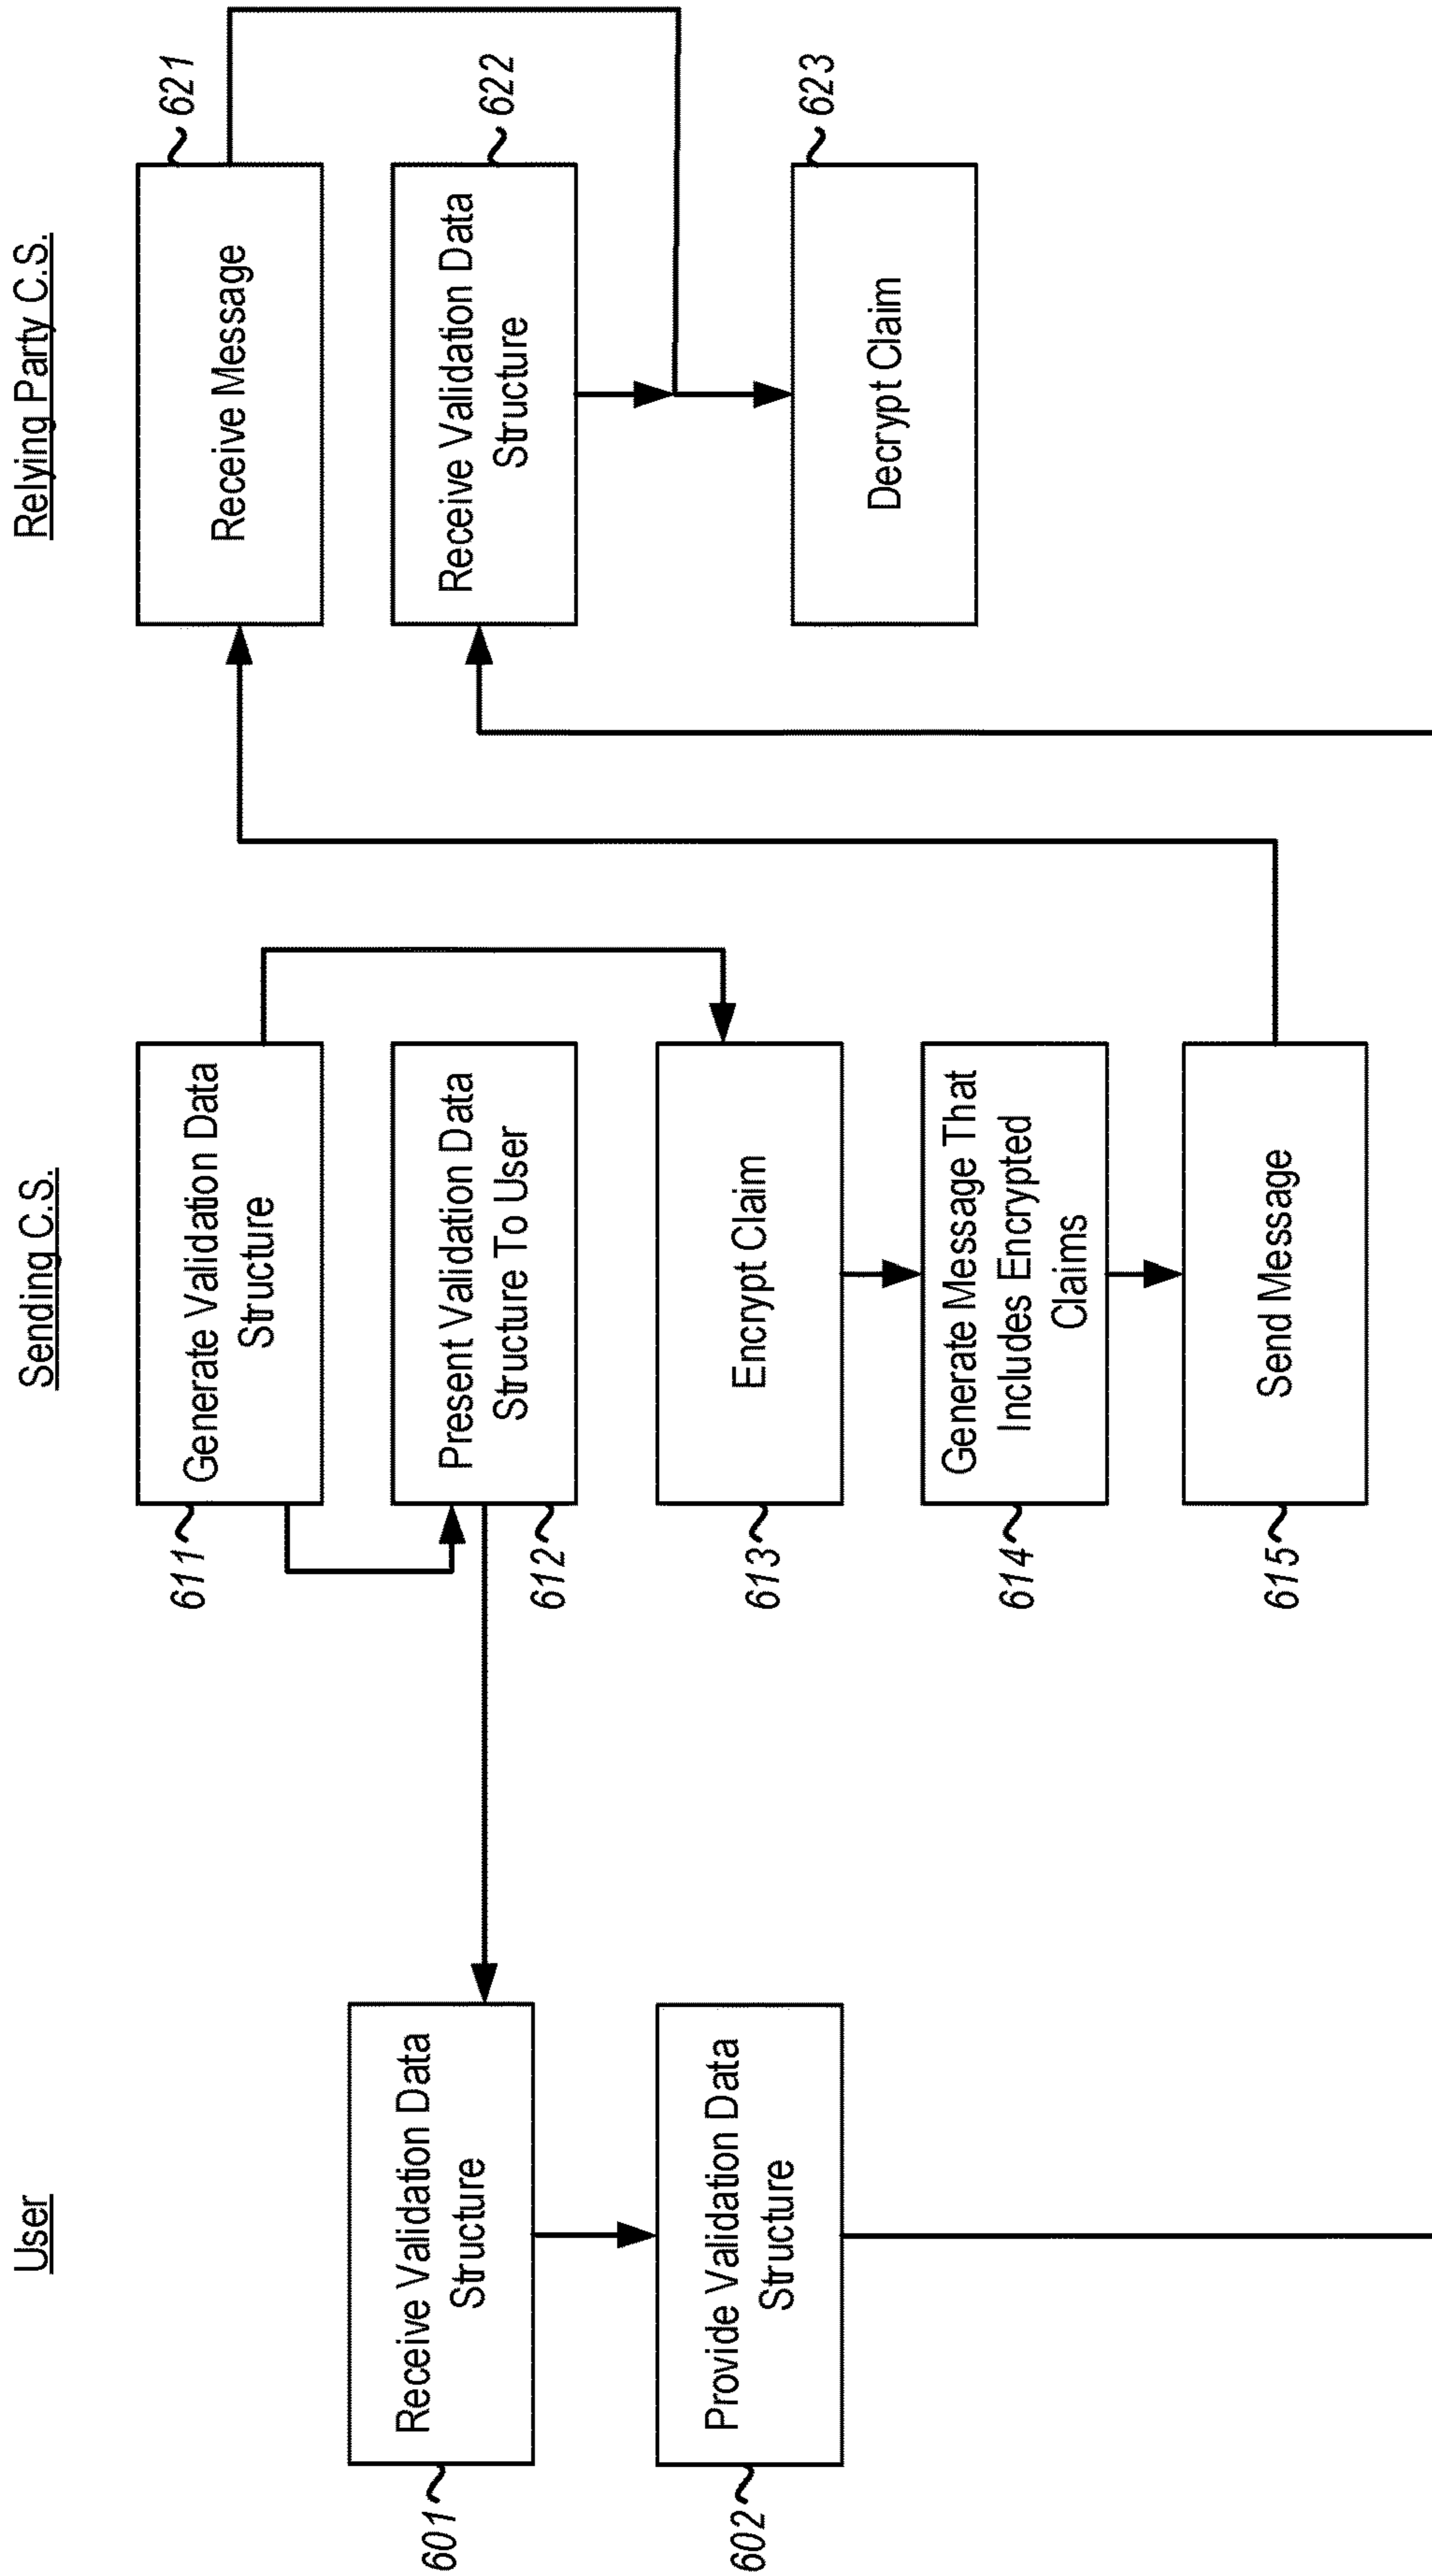 User
Sending C.S.
Relying Party C.S.
601
Receive Validation Data
Structure
602
Provide Validation Data
Structure
611
Generate Validation Data
Structure
612
Present Validation Data
Structure To User
613
Encrypt Claim
614
Generate Message That
Includes Encrypted
Claims
615
Send Message
621
Receive Message
622
Receive Validation Data
Structure
623
Decrypt Claim